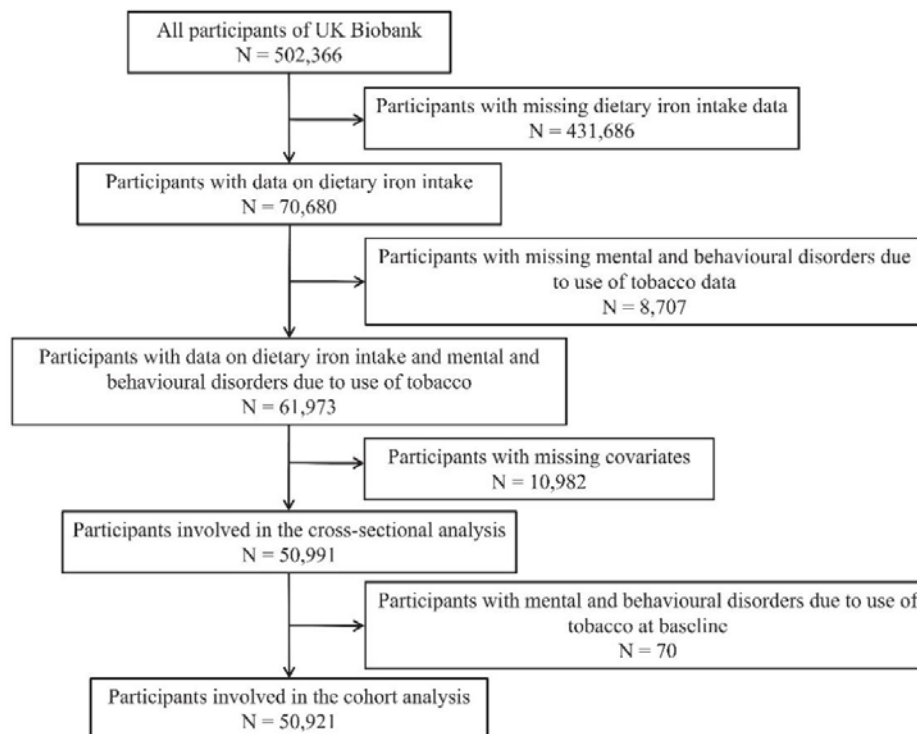 All participants of UK Biobank
N = 502,366
Participants with missing dietary iron intake data
N = 431,686
Participants with data on dietary iron intake
N = 70,680
Participants with missing mental and behavioural disorders due
to use of tobacco data
N = 8,707
Participants with data on dietary iron intake and mental and
behavioural disorders due to use of tobacco
N = 61,973
Participants with missing covariates
N = 10,982
Participants involved in the cross-sectional analysis
N = 50,991
Participants with mental and behavioural disorders due to use of
tobacco at baseline
N = 70
Participants involved in the cohort analysis
N = 50,921